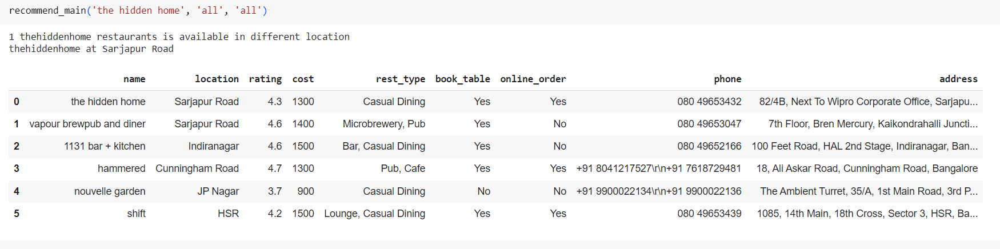 recommend_main('the hidden home', 'all', 'all')
1 thehiddenhome restaurants is available in different location
thehiddenhome at Sarjapur Road
name location rating cost rest_type book_table online_order phone address
0 the hidden home Sarjapur Road 4.3 1300 Casual Dining Yes Yes 080 49653432 82/4B, Next To Wipro Corporate Office, Sarjapu...
1 vapour brewpub and diner Sarjapur Road 4.6 1400 Microbrewery, Pub Yes No 080 49653047 7th Floor, Bren Mercury, Kaikondrahalli Juncti...
2 1131 bar + kitchen Indiranagar 4.6 1500 Bar, Casual Dining Yes No 080 49652166 100 Feet Road, HAL 2nd Stage, Indiranagar, Ban...
3 hammered Cunningham Road 4.7 1300 Pub, Cafe Yes Yes +91 8041217527\r\n+91 7618729481 18, Ali Askar Road, Cunningham Road, Bangalore
4 nouvelle garden JP Nagar 3.7 900 Casual Dining No No +91 9900022134\r\n+91 9900022136 The Ambient Turret, 35/A, 1st Main Road, 3rd P...
5 shift HSR 4.2 1500 Lounge, Casual Dining Yes Yes 080 49653439 1085, 14th Main, 18th Cross, Sector 3, HSR, Ba...